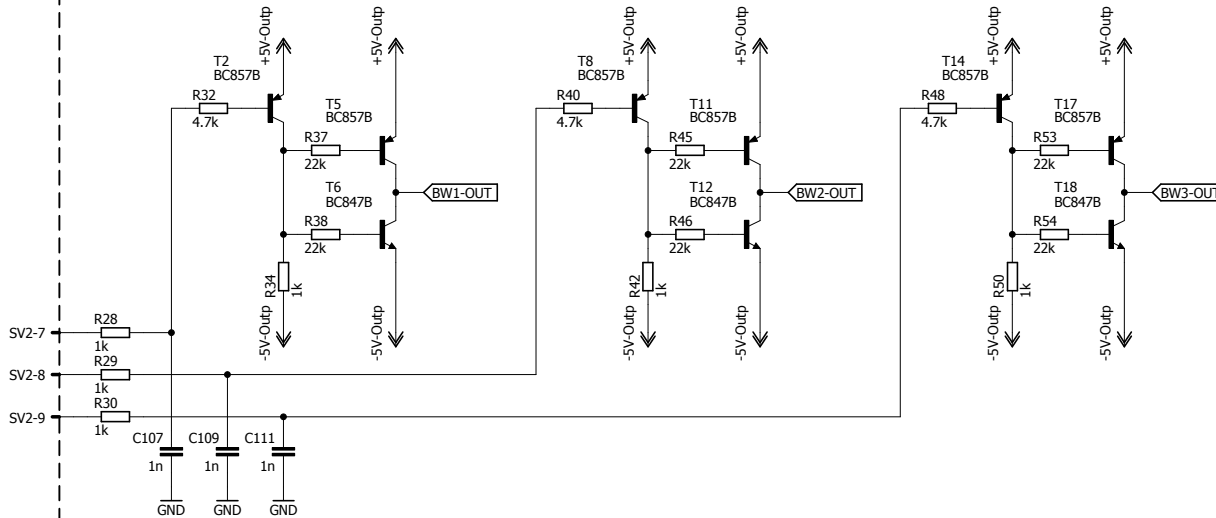 +5V-Outp
+5V-Outp
T2
BC857B
R32
4.7k
T5
BC857B
R37
22k
T6
BC847B
R38
22k
R34
1k
BW1-OUT
-5V-Outp
-5V-Outp
+5V-Outp
+5V-Outp
T8
BC857B
R40
4.7k
T11
BC857B
R45
22k
T12
BC847B
R46
22k
R42
1k
BW2-OUT
-5V-Outp
-5V-Outp
+5V-Outp
+5V-Outp
T14
BC857B
R48
4.7k
T17
BC857B
R53
22k
T18
BC847B
R54
22k
R50
1k
BW3-OUT
-5V-Outp
-5V-Outp
SV2-7
R28
1k
SV2-8
R29
1k
SV2-9
R30
1k
C107
1n
GND
C109
1n
GND
C111
1n
GND